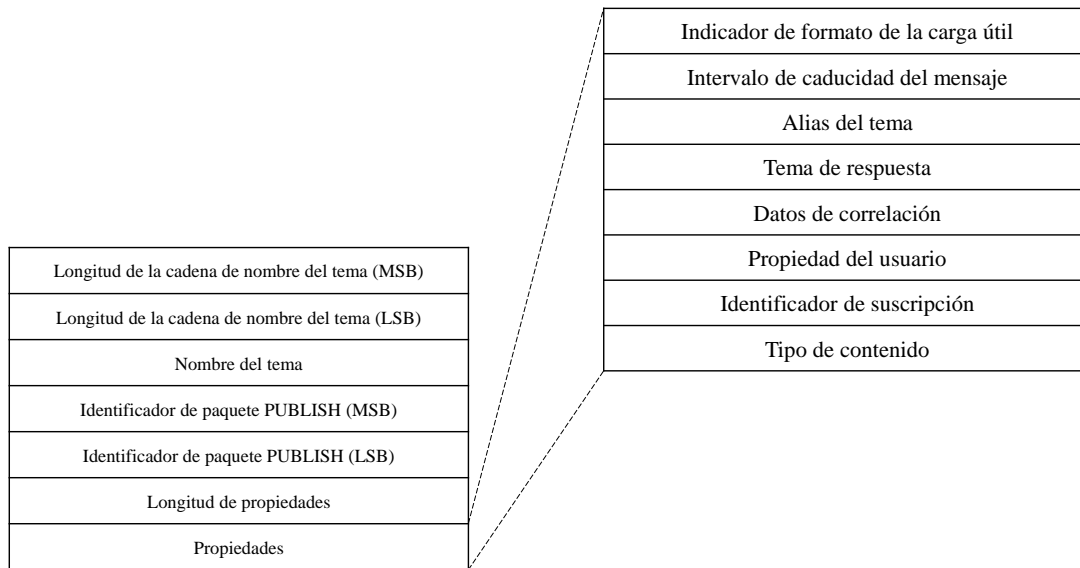 Indicador de formato de la carga útil
Intervalo de caducidad del mensaje
Alias del tema
Tema de respuesta
Datos de correlación
Propiedad del usuario
Identificador de suscripción
Tipo de contenido
Longitud de la cadena de nombre del tema (MSB)
Longitud de la cadena de nombre del tema (LSB)
Nombre del tema
Identificador de paquete PUBLISH (MSB)
Identificador de paquete PUBLISH (LSB)
Longitud de propiedades
Propiedades